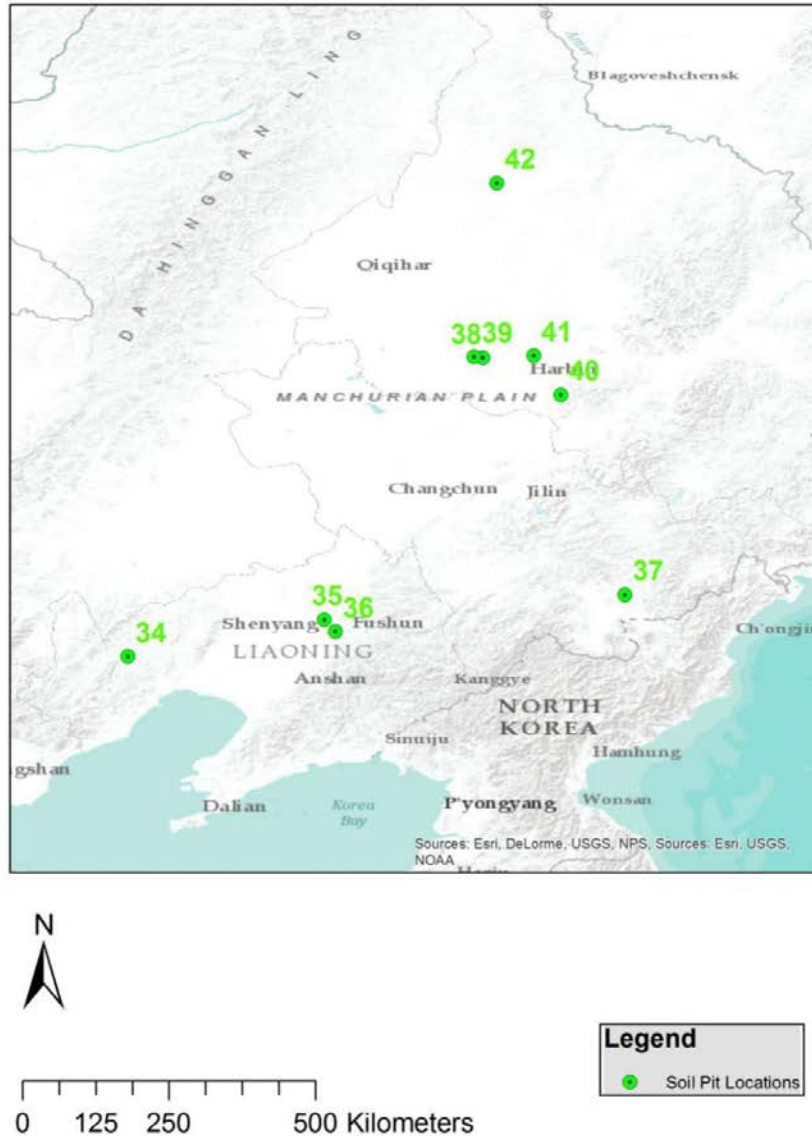 Amur
Blagoveshchensk
DA HINGGAN LING
42
Qiqihar
38 39 41
Harbin
40
MANCHURIAN PLAIN
Changchun Jilin
37
35
36
Shenyang Fushun
34
LIAONING
Ch'ongjin
Anshan Kanggye
NORTH
KOREA
Sinuiju
Hamhung
gshan
Dalian
Korea
Bay
P'yongyang
Wonsan
Sources: Esri, DeLorme, USGS, NPS, Sources: Esri, USGS,
NOAA
N
Legend
Soil Pit Locations
0 125 250 500 Kilometers